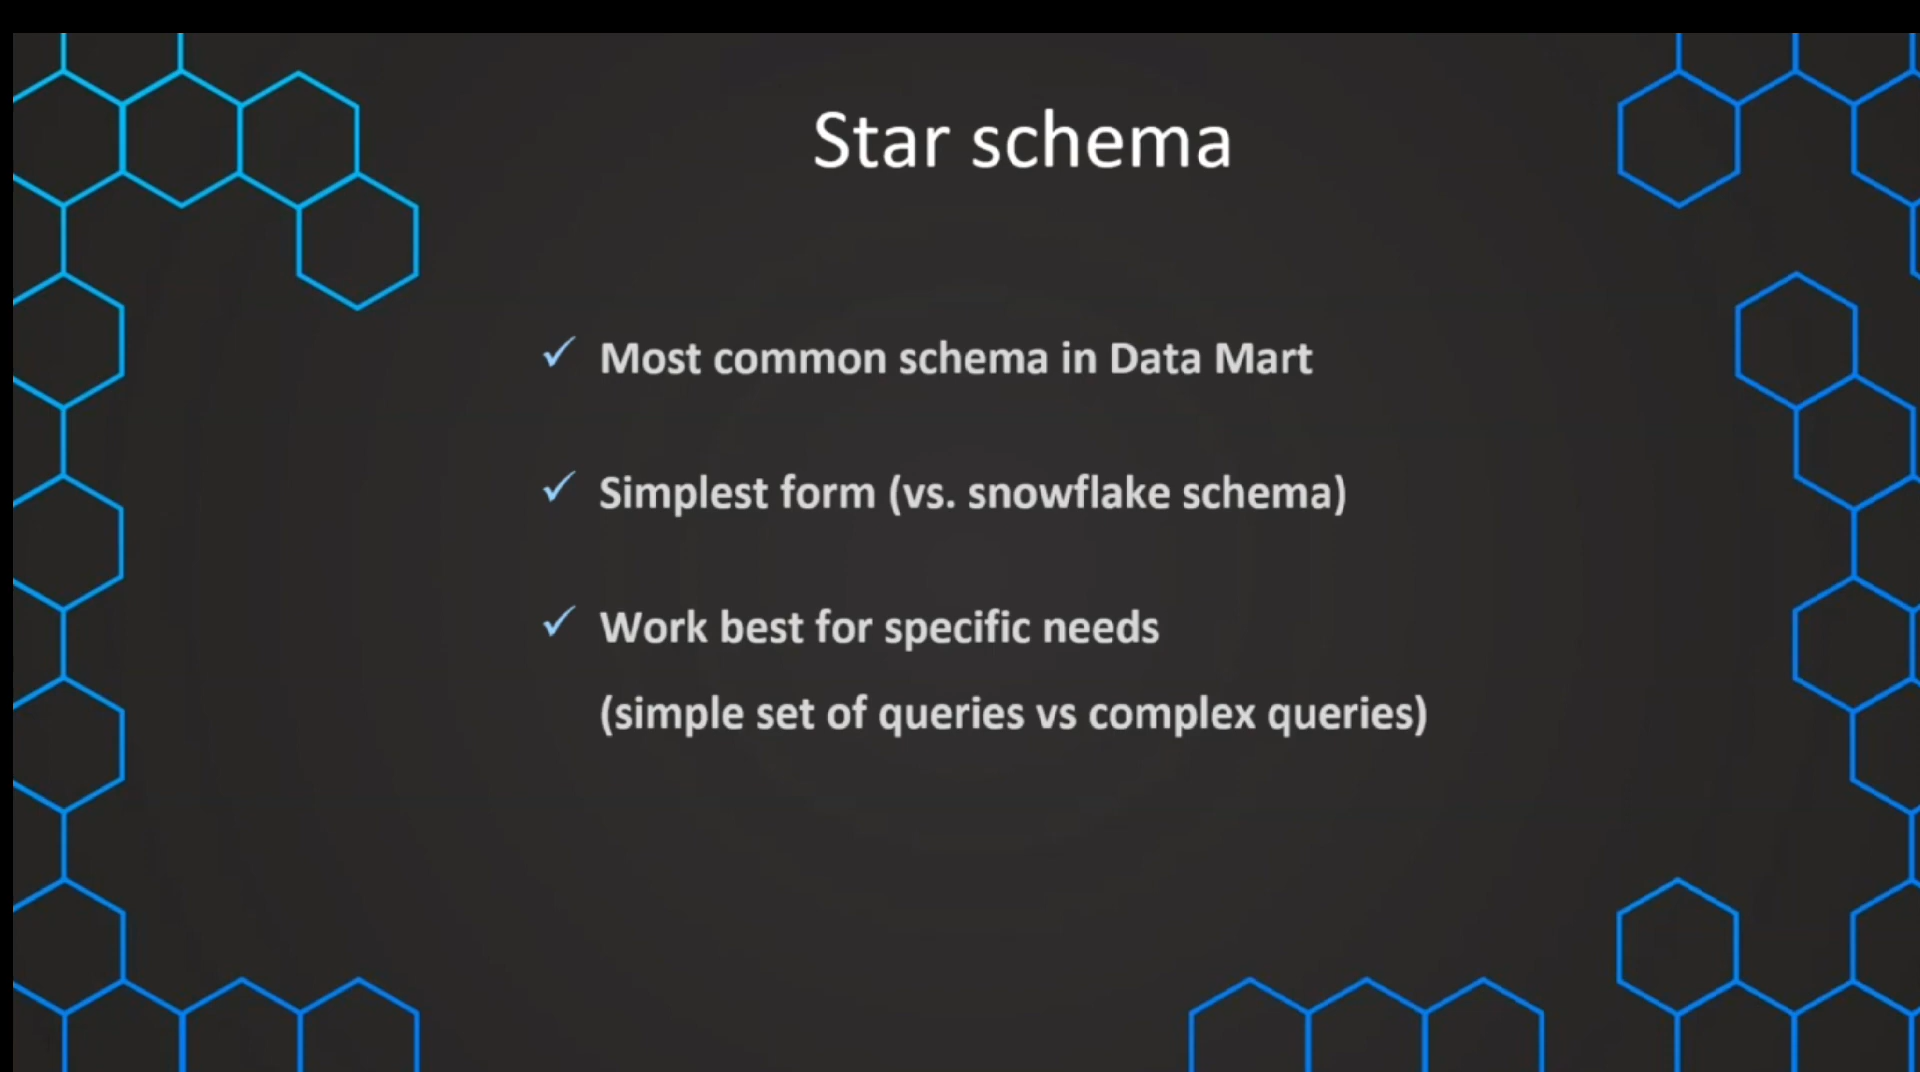 Star schema
Most common schema in Data Mart
Simplest form (vs. snowflake schema)
Work best for specific needs
(simple set of queries vs complex queries)